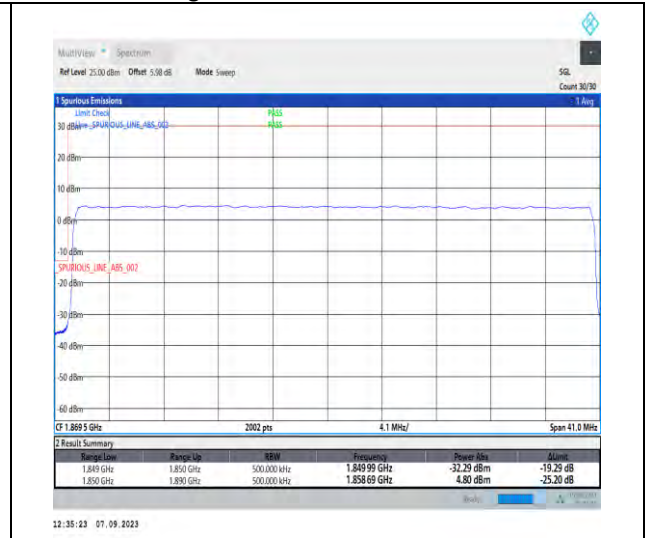 MultiView Spectrum
Ref Level 25.00 dBm Offset 5.98 dB Mode Sweep SGL
Count 30/30
1 Spurious Emissions 1 Avg
Limit Check PASS
30 dBm Line _SPURIOUS_LINE_ABS_002 PASS
20 dBm
10 dBm
0 dBm
-10 dBm
_SPURIOUS_LINE_ABS_002
-20 dBm
-30 dBm
-40 dBm
-50 dBm
-60 dBm
CF 1.869 5 GHz 2002 pts 4.1 MHz/ Span 41.0 MHz
2 Result Summary
Range Low Range Up RBW Frequency Power Abs ΔLimit
1.849 GHz 1.850 GHz 500.000 kHz 1.849 99 GHz -32.29 dBm -19.29 dB
1.850 GHz 1.890 GHz 500.000 kHz 1.858 69 GHz 4.80 dBm -25.20 dB
12:35:23 07.09.2023